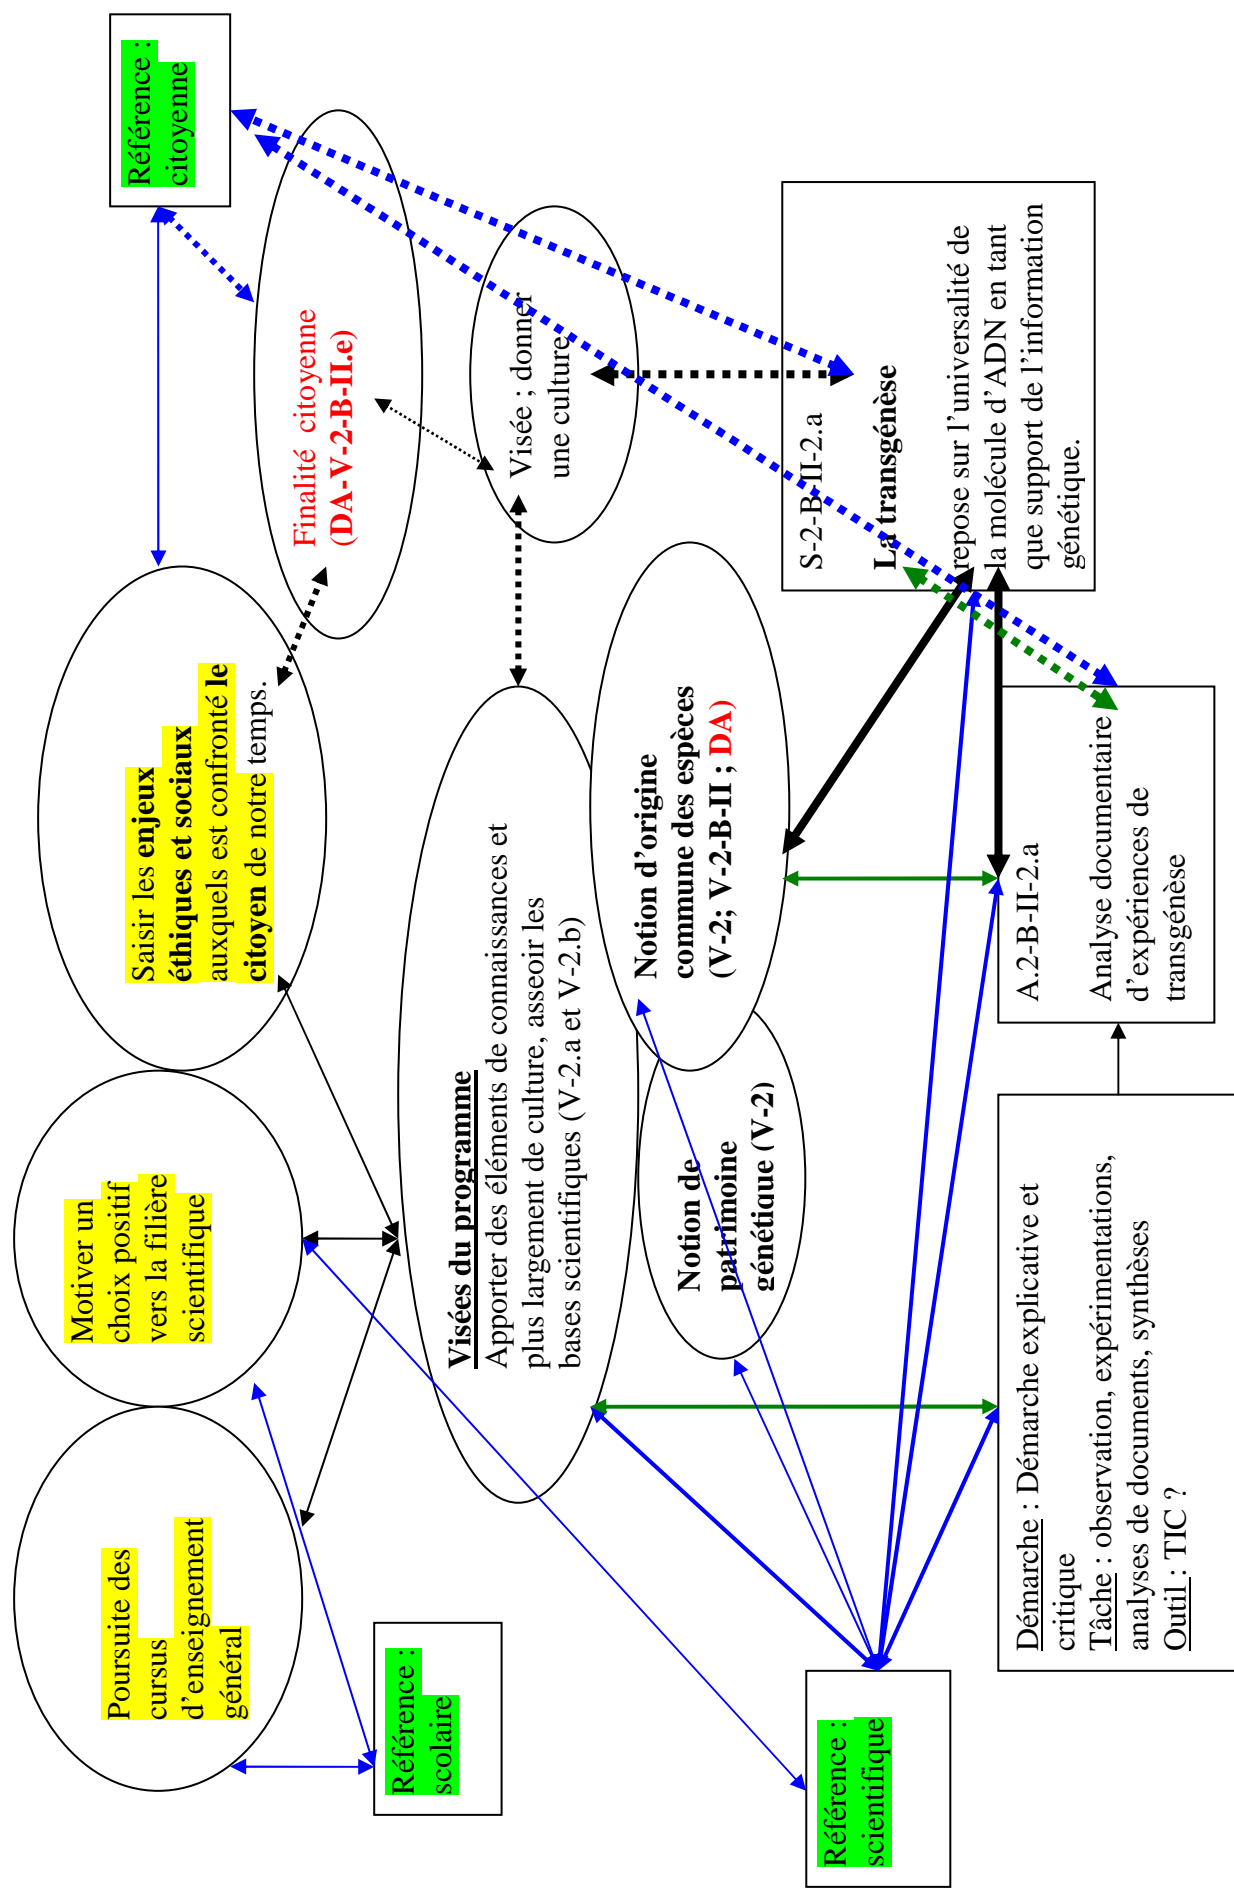 Poursuite des
cursus
d'enseignement
général
Motiver un
choix positif
vers la filière
scientifique
Saisir les enjeux
éthiques et sociaux
auxquels est confronté le
citoyen de notre temps.
Référence :
citoyenne
Finalité citoyenne
(DA-V-2-B-II.e)
Référence :
scolaire
Visées du programme
Apporter des éléments de connaissances et
plus largement de culture, asseoir les
bases scientifiques (V-2.a et V-2.b)
Visée ; donner
une culture
Notion de
patrimoine
génétique (V-2)
Notion d'origine
commune des espèces
(V-2; V-2-B-II ; DA)
Référence :
scientifique
S-2-B-II-2.a
La transgénèse
repose sur l'universalité de
la molécule d'ADN en tant
que support de l'information
génétique.
Démarche : Démarche explicative et
critique
Tâche : observation, expérimentations,
analyses de documents, synthèses
Outil : TIC ?
A.2-B-II-2.a
Analyse documentaire
d'expériences de
transgénèse